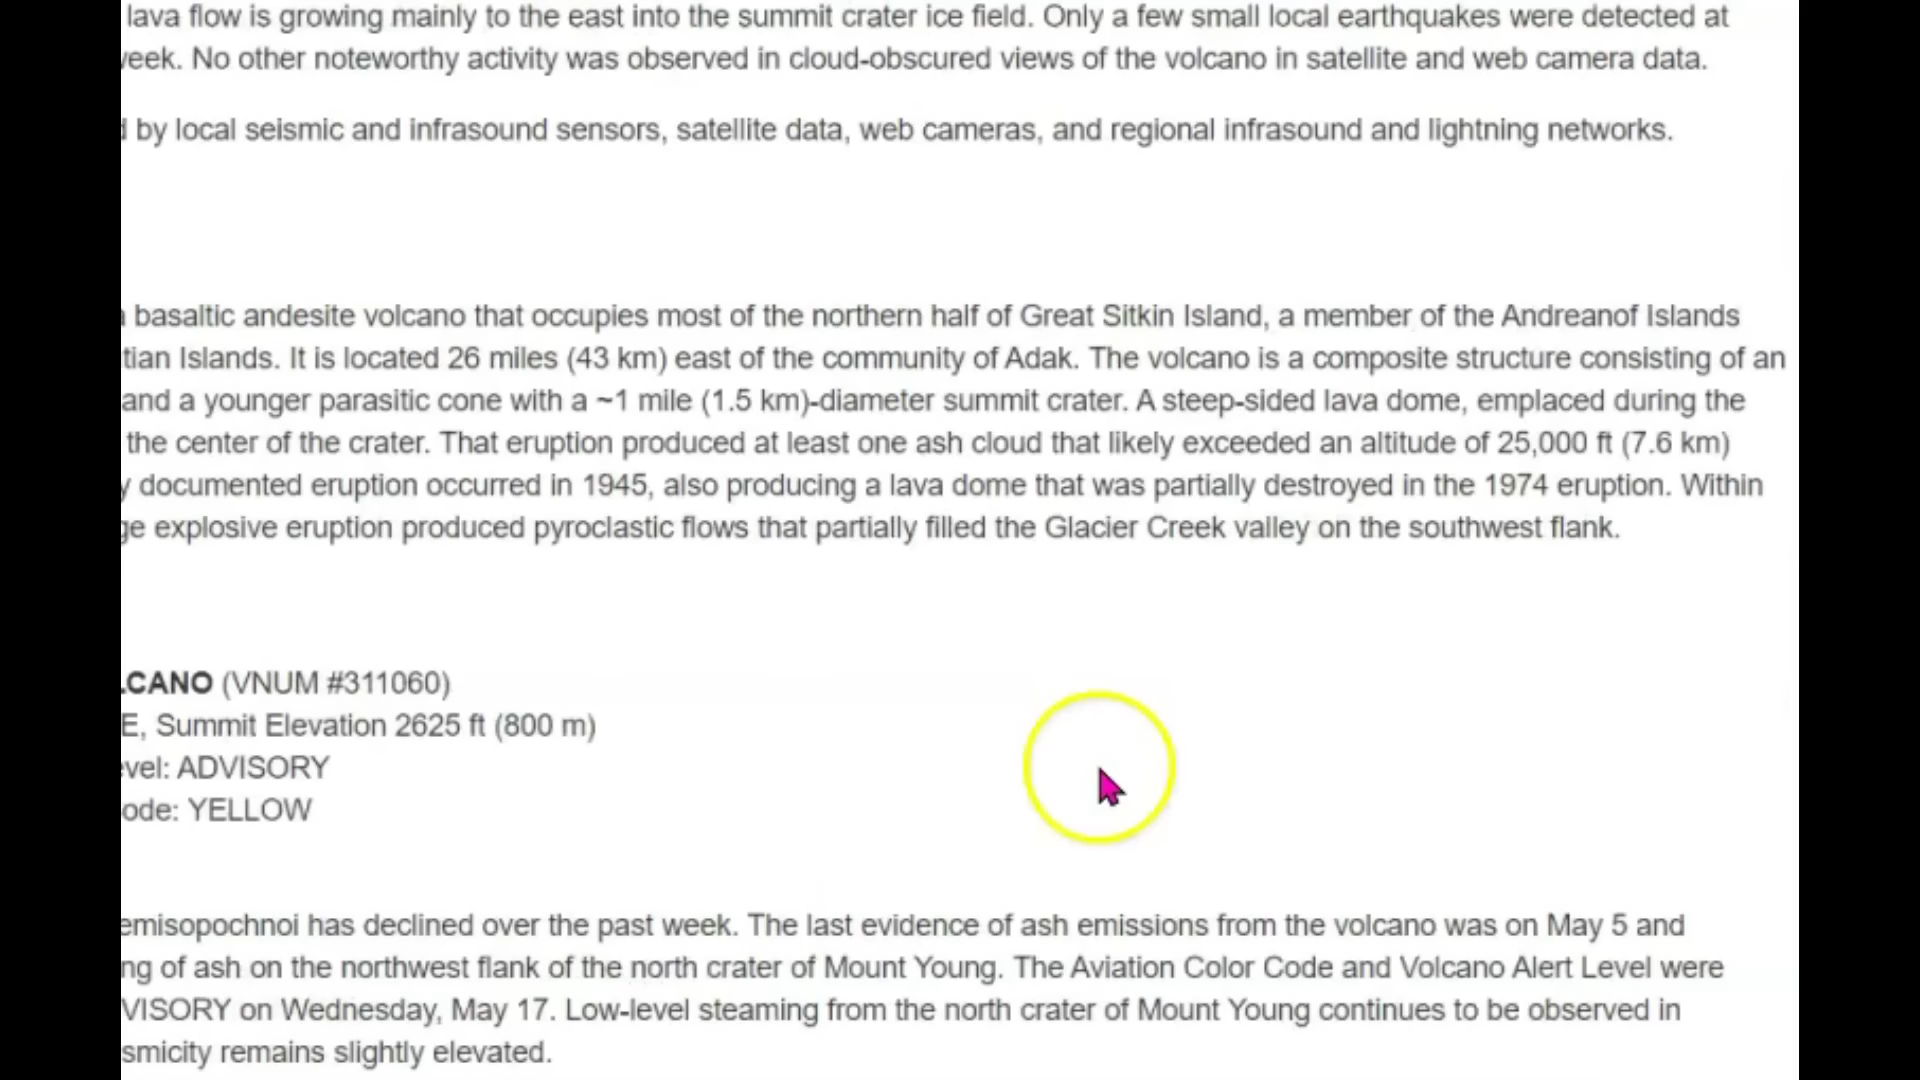 lava flow is growing mainly to the east into the summit crater ice field. Only a few small local earthquakes were detected at
week. No other noteworthy activity was observed in cloud-obscured views of the volcano in satellite and web camera data.
by local seismic and infrasound sensors, satellite data, web cameras, and regional infrasound and lightning networks.
basaltic andesite volcano that occupies most of the northern half of Great Sitkin Island, a member of the Andreanof Islands
tian Islands. It is located 26 miles (43 km) east of the community of Adak. The volcano is a composite structure consisting of an
and a younger parasitic cone with a ~1 mile (1.5 km)-diameter summit crater. A steep-sided lava dome, emplaced during the
the center of the crater. That eruption produced at least one ash cloud that likely exceeded an altitude of 25,000 ft (7.6 km)
y documented eruption occurred in 1945, also producing a lava dome that was partially destroyed in the 1974 eruption. Within
ge explosive eruption produced pyroclastic flows that partially filled the Glacier Creek valley on the southwest flank.
LCANO (VNUM #311060)
E, Summit Elevation 2625 ft (800 m)
evel: ADVISORY
ode: YELLOW
emisopochnoi has declined over the past week. The last evidence of ash emissions from the volcano was on May 5 and
ng of ash on the northwest flank of the north crater of Mount Young. The Aviation Color Code and Volcano Alert Level were
VISORY on Wednesday, May 17. Low-level steaming from the north crater of Mount Young continues to be observed in
smicity remains slightly elevated.